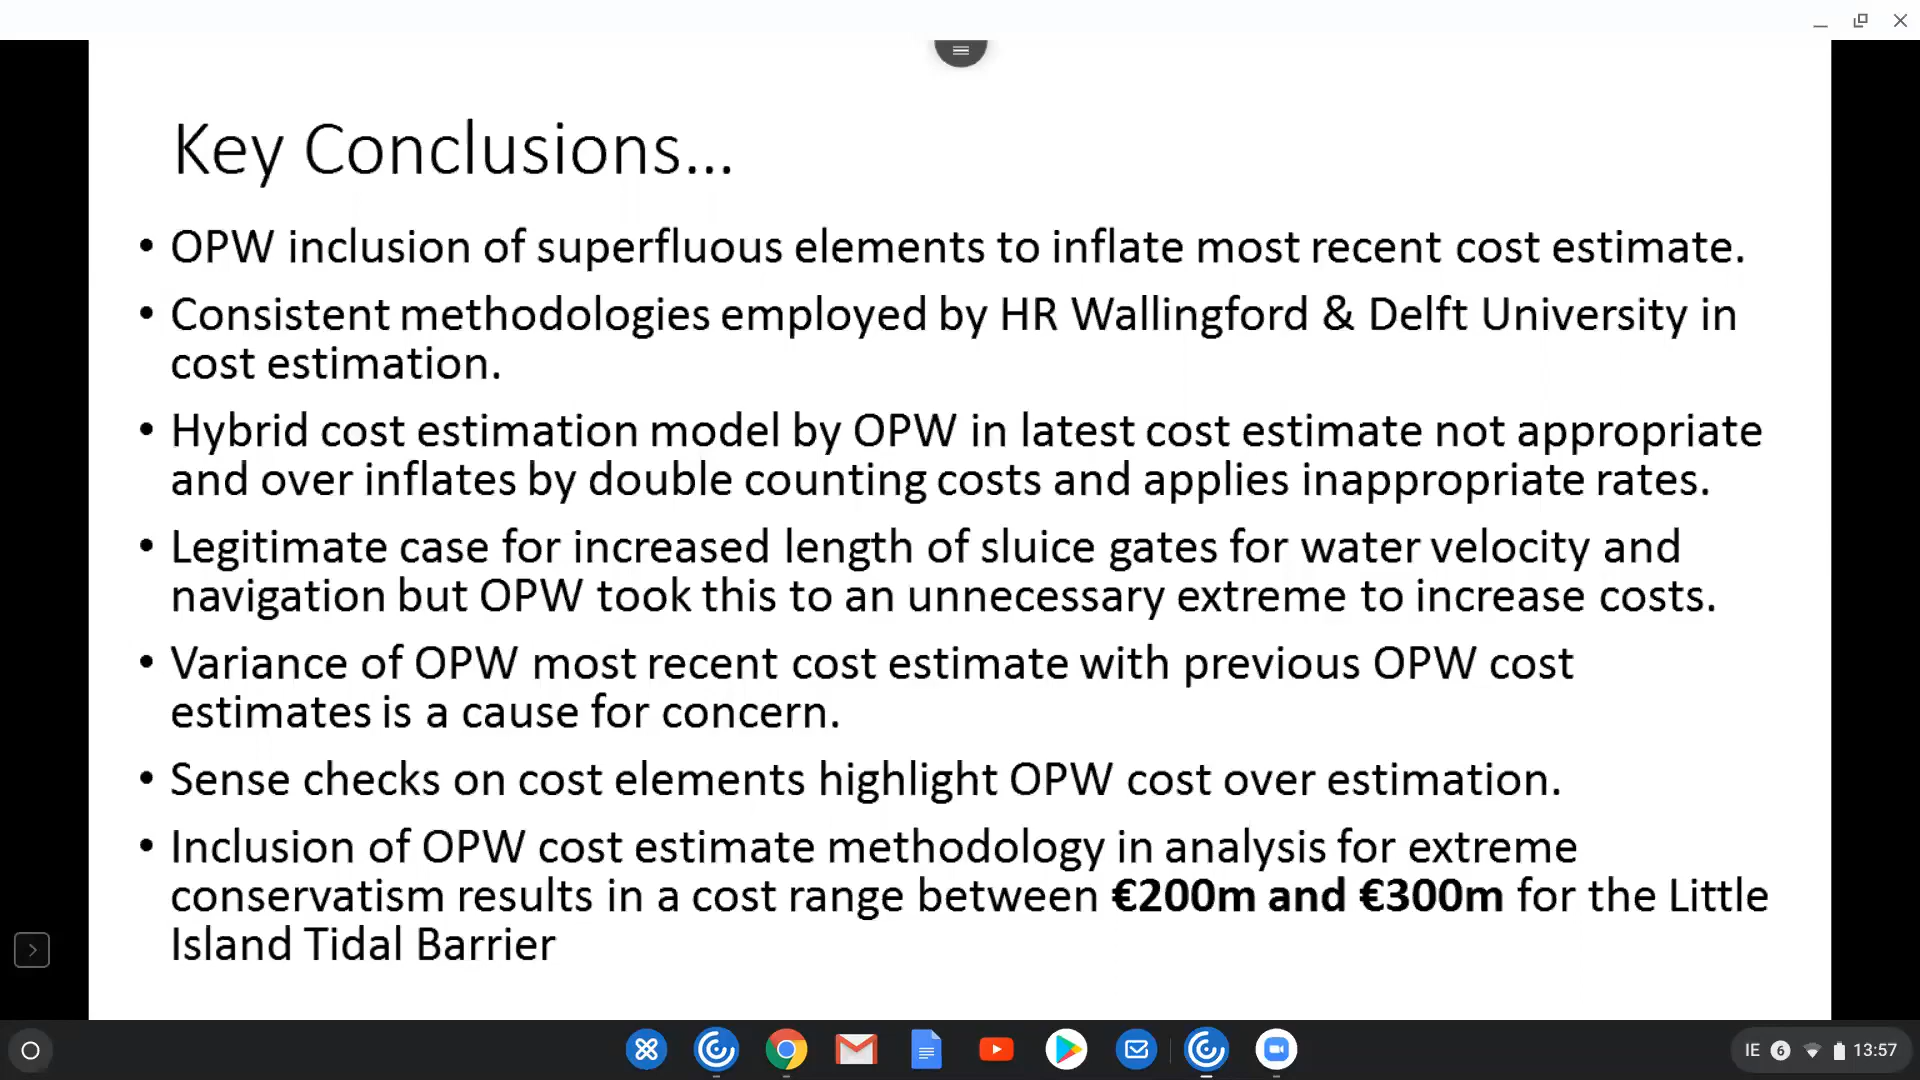 Key Conclusions...
• OPW inclusion of superfluous elements to inflate most recent cost estimate.
• Consistent methodologies employed by HR Wallingford & Delft University in
cost estimation.
• Hybrid cost estimation model by OPW in latest cost estimate not appropriate
and over inflates by double counting costs and applies inappropriate rates.
• Legitimate case for increased length of sluice gates for water velocity and
navigation but OPW took this to an unnecessary extreme to increase costs.
• Variance of OPW most recent cost estimate with previous OPW cost
estimates is a cause for concern.
• Sense checks on cost elements highlight OPW cost over estimation.
• Inclusion of OPW cost estimate methodology in analysis for extreme
conservatism results in a cost range between €200m and €300m for the Little
Island Tidal Barrier
IE 6 13:57